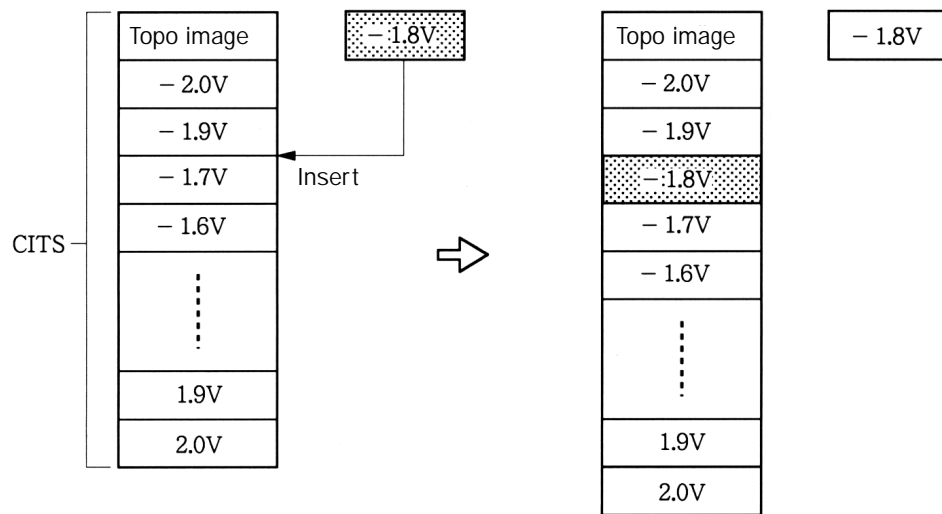 Topo image
− 2.0V
− 1.9V
− 1.7V
− 1.6V
1.9V
2.0V
CITS
− 1.8V
Insert
Topo image
− 2.0V
− 1.9V
− 1.8V
− 1.7V
− 1.6V
1.9V
2.0V
− 1.8V